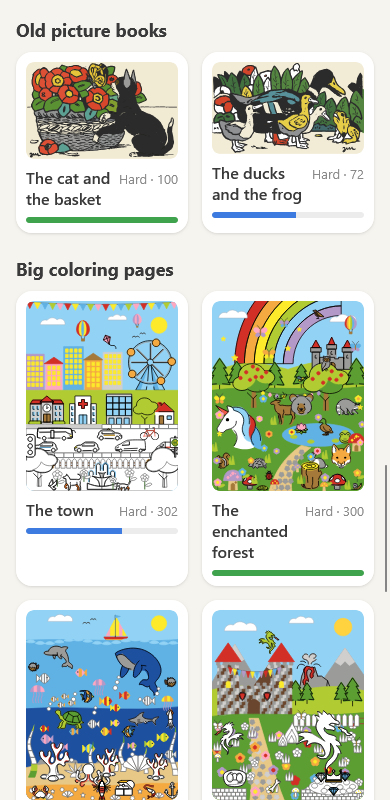 Old picture books
The cat and the basket
Hard · 100
The ducks and the frog
Hard · 72
Big coloring pages
The town
Hard · 302
The enchanted forest
Hard · 300